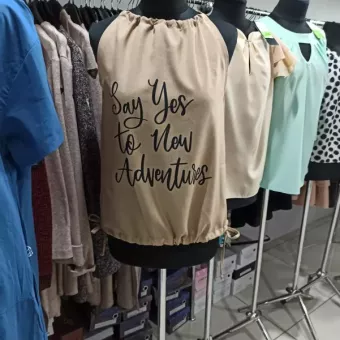 Say Yes
to New
Adventures